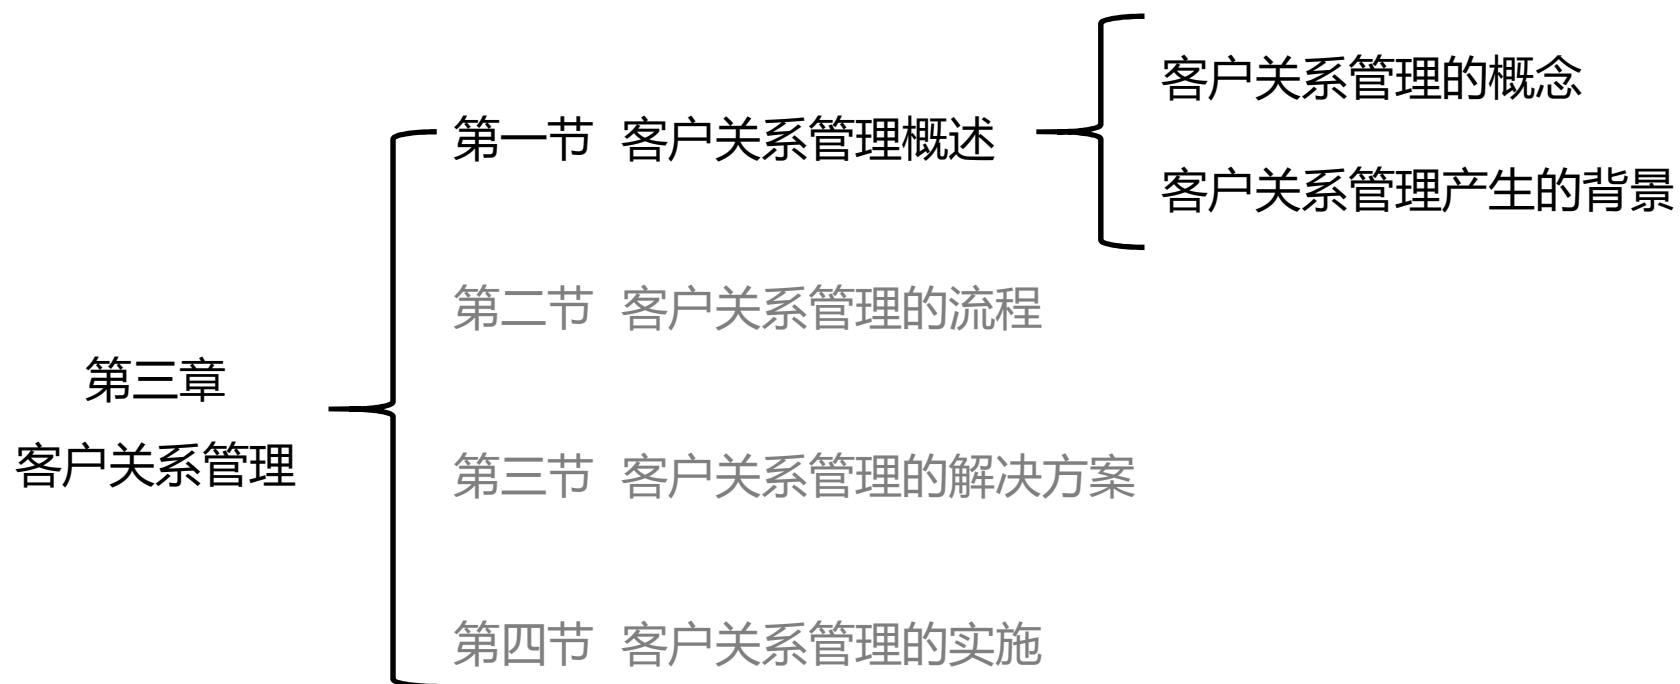 第三章
客户关系管理
第一节 客户关系管理概述
客户关系管理的概念
客户关系管理产生的背景
第二节 客户关系管理的流程
第三节 客户关系管理的解决方案
第四节 客户关系管理的实施